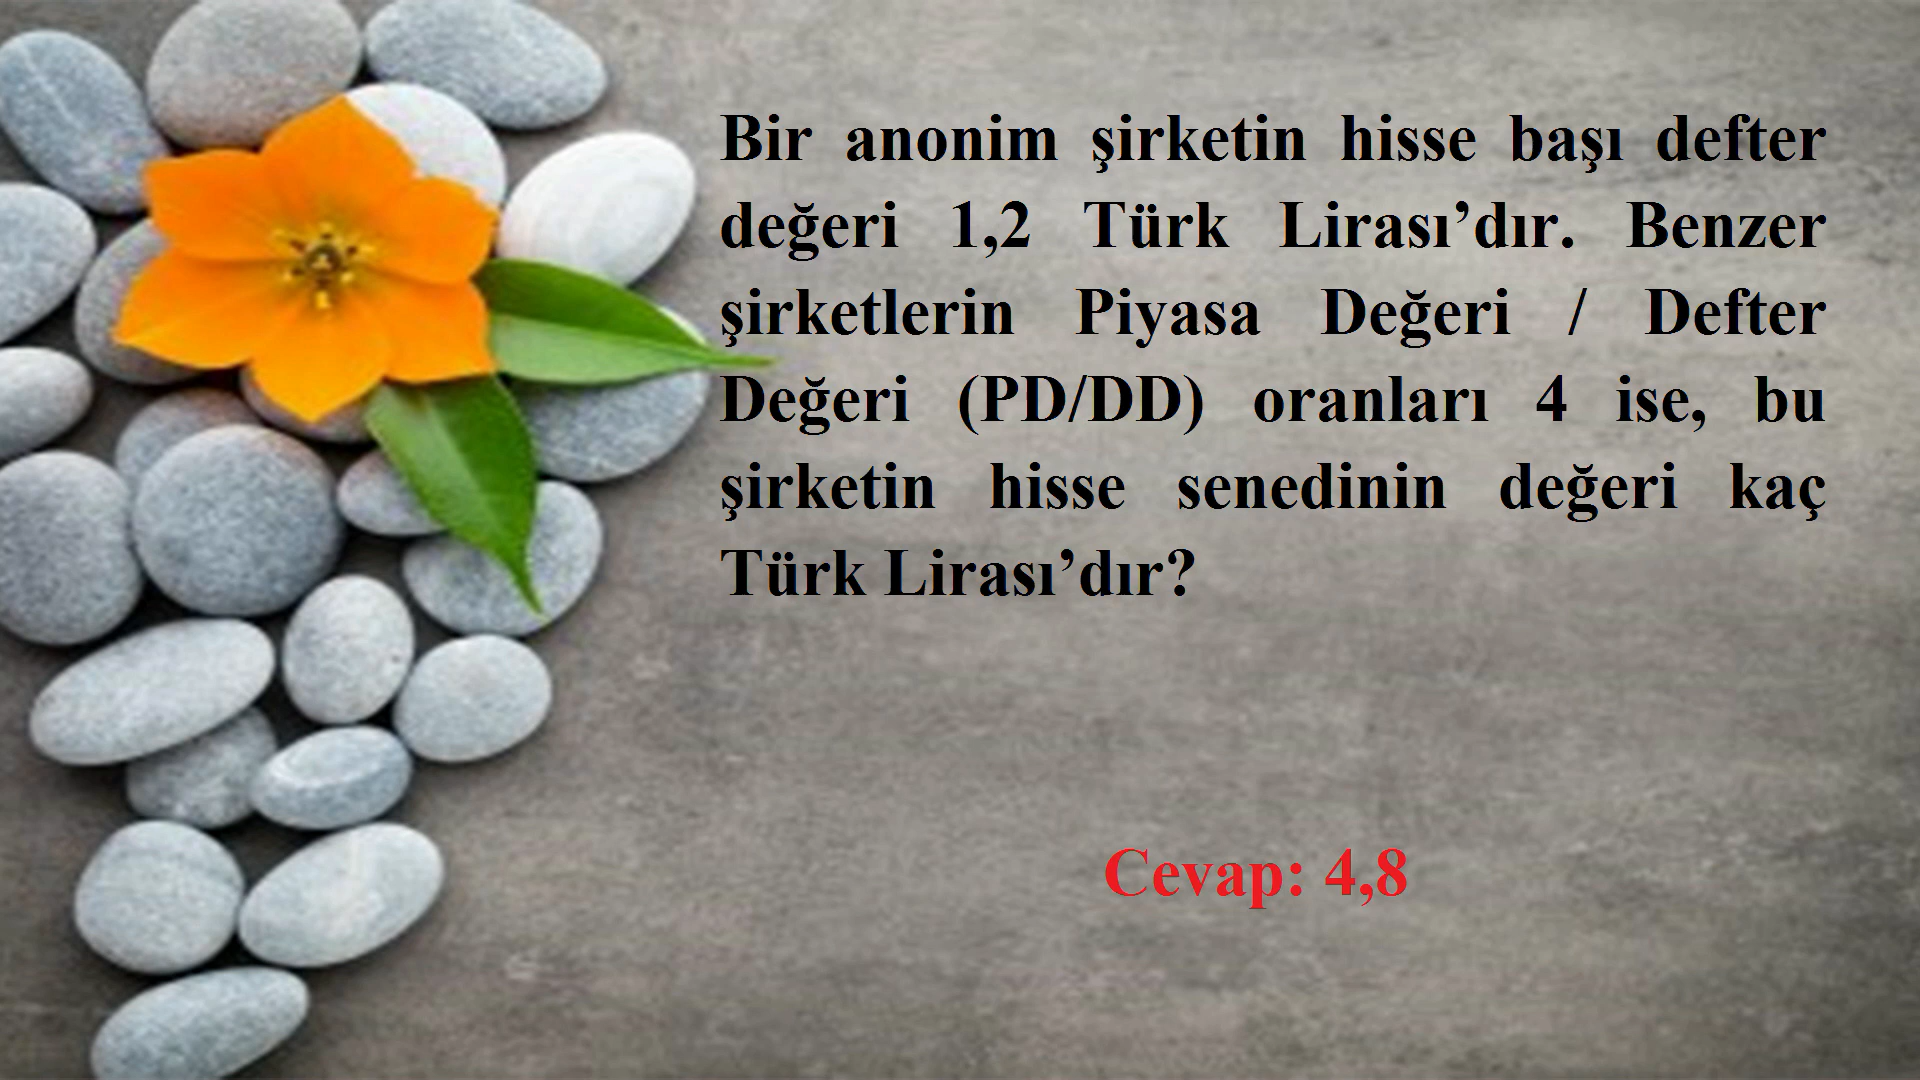 Bir anonim şirketin hisse başı defter
değeri 1,2 Türk Lirası’dır. Benzer
şirketlerin Piyasa Değeri / Defter
Değeri (PD/DD) oranları 4 ise, bu
şirketin hisse senedinin değeri kaç
Türk Lirası’dır?
Cevap: 4,8